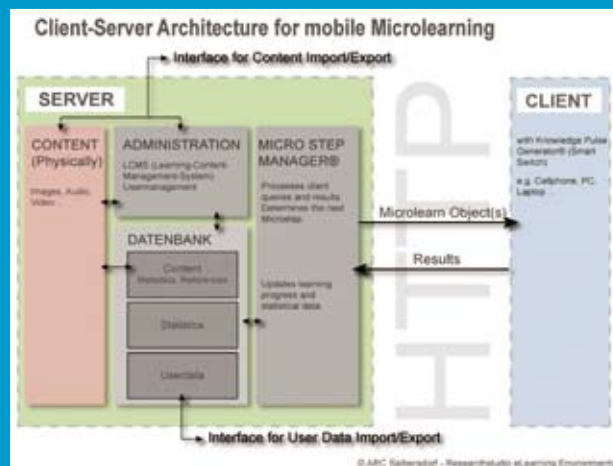 Client-Server Architecture for mobile Microlearning
Interface for Content Import/Export
SERVER
CONTENT
(Physically)
Images, Audio,
Video ...
ADMINISTRATION
LCMS (Learning-Content-
Management-System)
Usermanagement
DATENBANK
Content
Metadata, References
Statistics
Userdata
MICRO STEP
MANAGER®
Processes client
queries and results
Determines the next
Microstep.
Updates learning
progress and
statistical data.
HTTP
Microlearn Object(s)
Results
CLIENT
with Knowledge Pulse
Generator® (Smart
Switch)
e.g. Cellphone, PC,
Laptop
Interface for User Data Import/Export
© ARC Seibersdorf - Researchstudio eLearning Environments